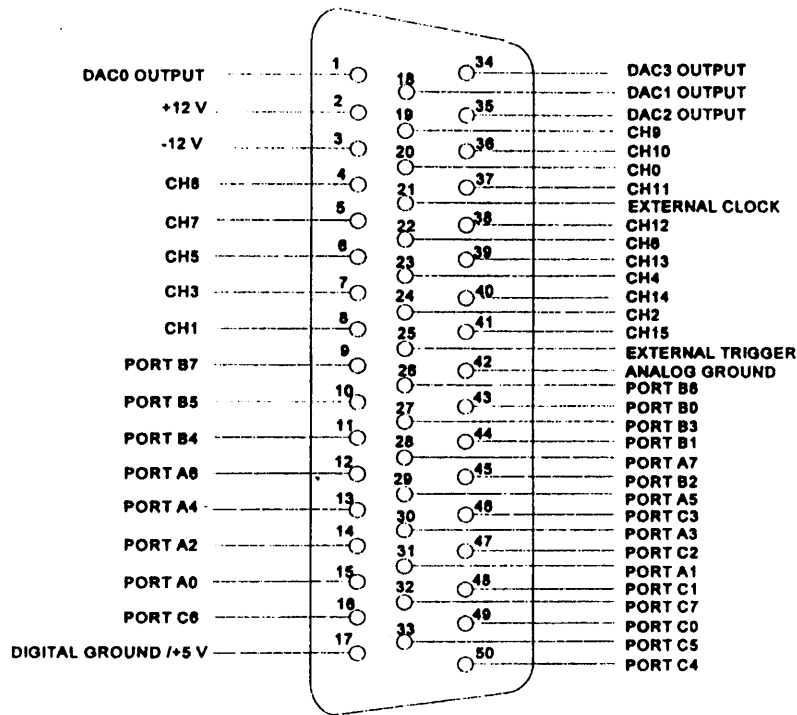 DAC0 OUTPUT 1
+12 V 2
-12 V 3
CH8 4
CH7 5
CH5 6
CH3 7
CH1 8
PORT B7 9
PORT B5 10
PORT B4 11
PORT A6 12
PORT A4 13
PORT A2 14
PORT A0 15
PORT C6 16
DIGITAL GROUND /+5 V 17
34 DAC3 OUTPUT
18 DAC1 OUTPUT
35 DAC2 OUTPUT
19 CH9
36 CH10
20 CH0
37 CH11
21 EXTERNAL CLOCK
38 CH12
22 CH6
39 CH13
23 CH4
40 CH14
24 CH2
41 CH15
25 EXTERNAL TRIGGER
42 ANALOG GROUND
26 PORT B6
43 PORT B0
27 PORT B3
44 PORT B1
28 PORT A7
45 PORT B2
29 PORT A5
46 PORT C3
30 PORT A3
47 PORT C2
31 PORT A1
48 PORT C1
32 PORT C7
49 PORT C0
33 PORT C5
50 PORT C4